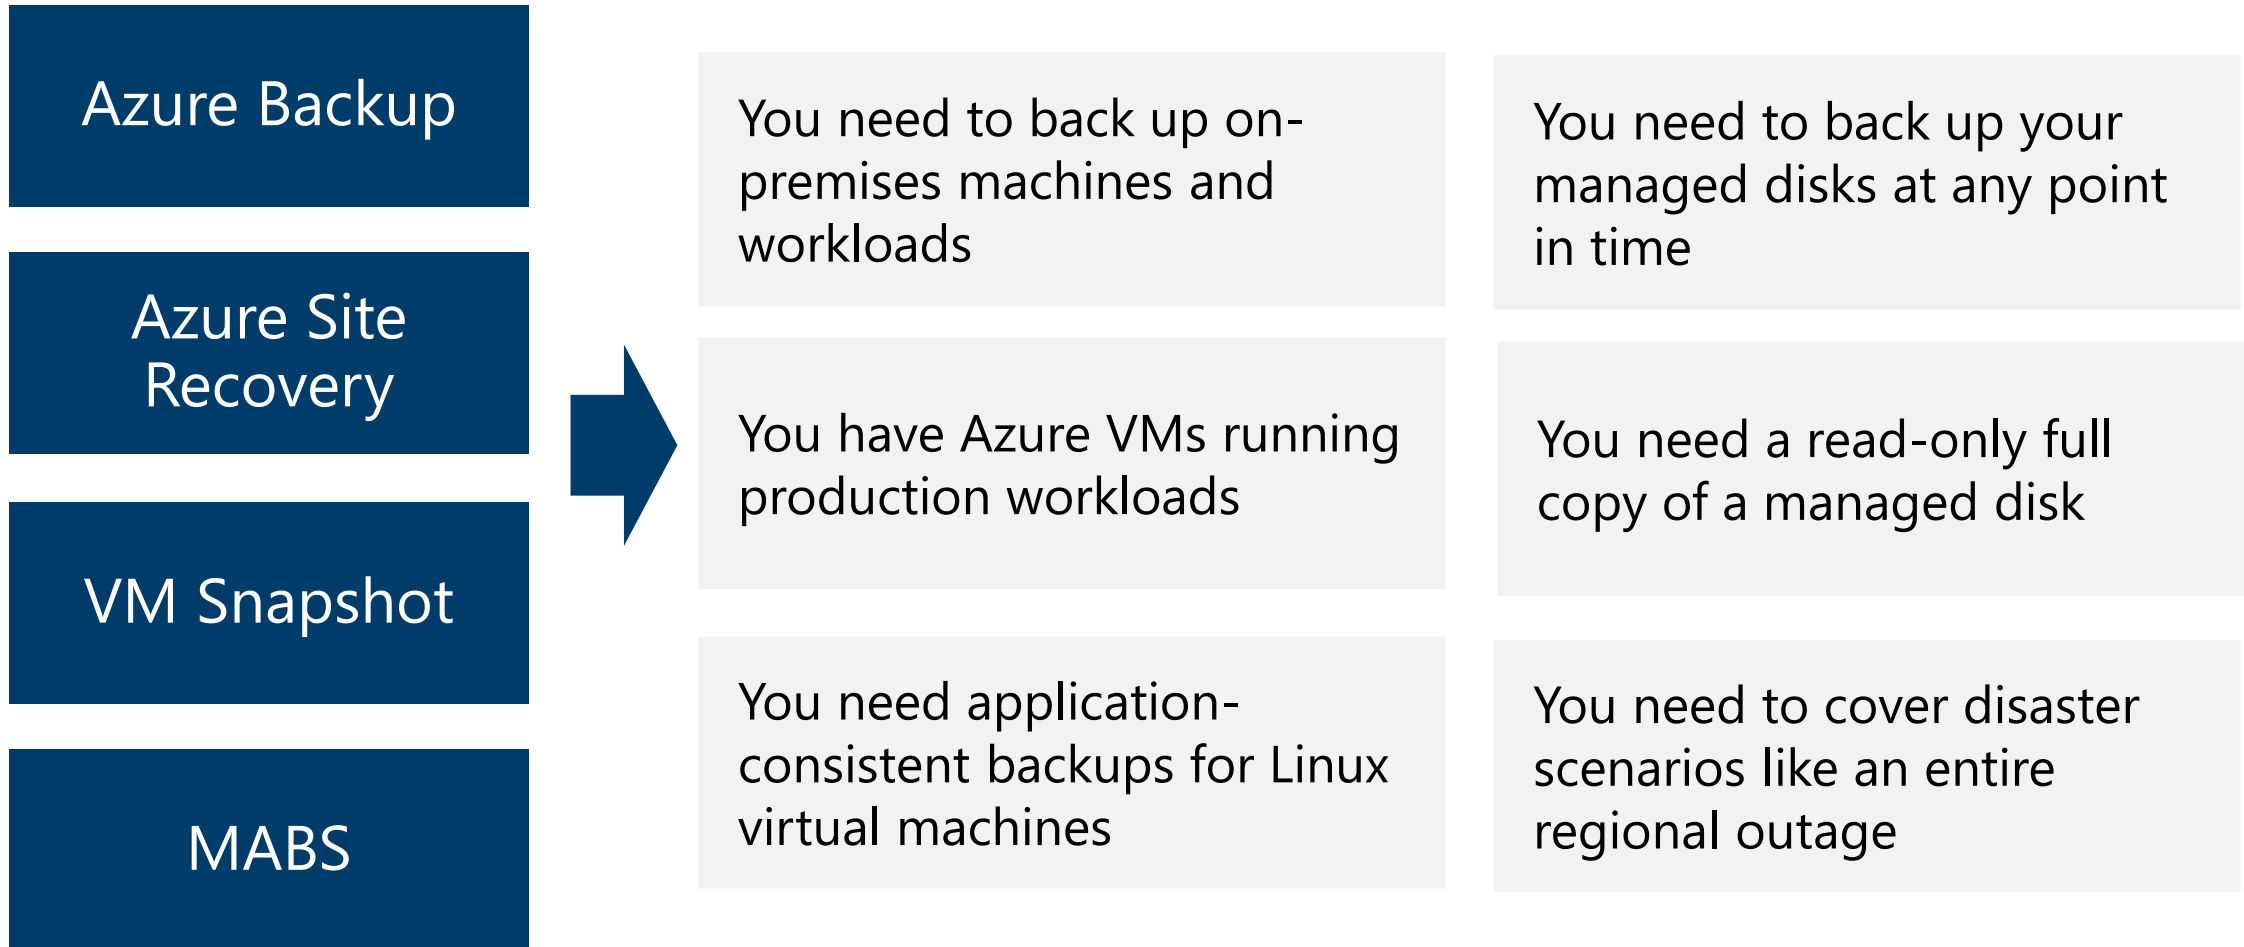 Azure Backup
Azure Site
Recovery
VM Snapshot
MABS
You need to back up on-
premises machines and
workloads
You have Azure VMs running
production workloads
You need application-
consistent backups for Linux
virtual machines
You need to back up your
managed disks at any point
in time
You need a read-only full
copy of a managed disk
You need to cover disaster
scenarios like an entire
regional outage